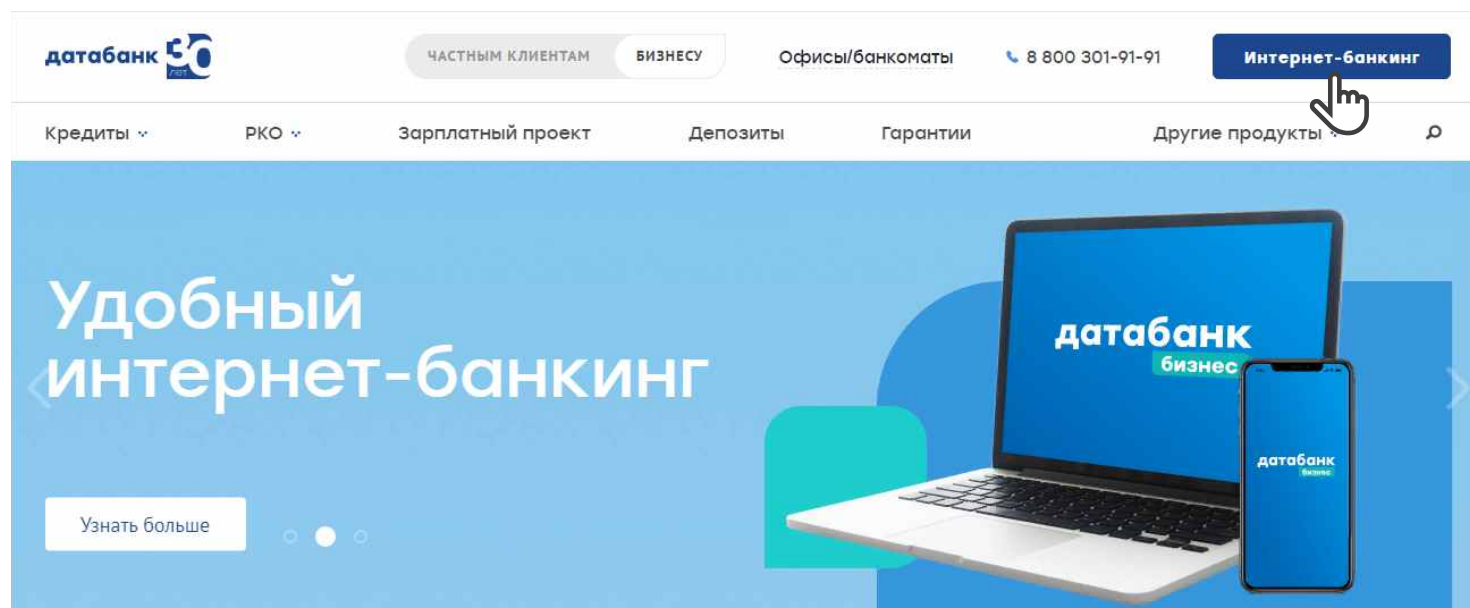 датабанк 30 лет
ЧАСТНЫМ КЛИЕНТАМ БИЗНЕСУ Офисы/банкоматы 8 800 301-91-91 Интернет-банкинг
Кредиты РКО Зарплатный проект Депозиты Гарантии Другие продукты
Удобный
интернет-банкинг
Узнать больше
датабанк
бизнес
датабанк
бизнес